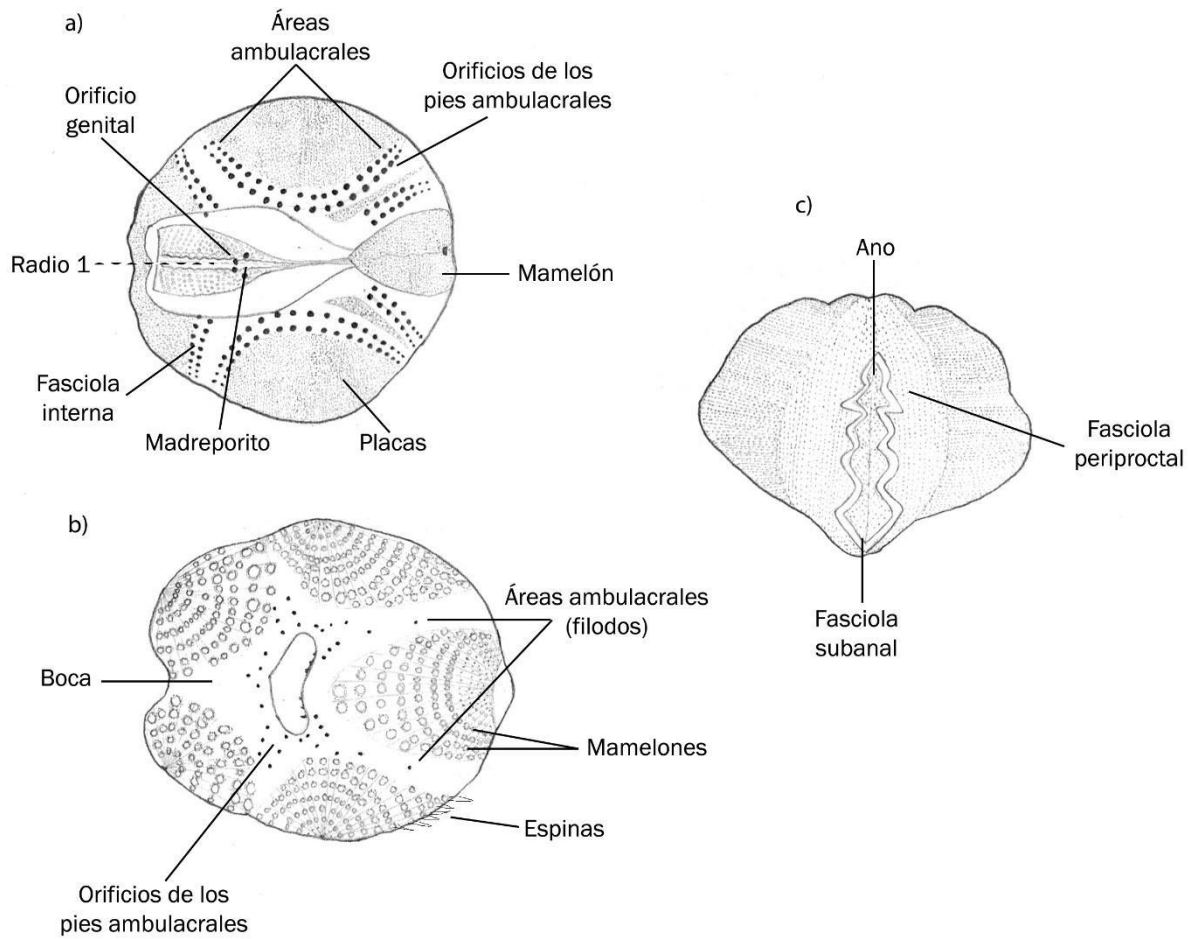 a)
Áreas
ambulacrales
Orificios de los
pies ambulacrales
Orificio
genital
Radio 1
Mamelón
Fasciola
interna
Madreporito
Placas
b)
Áreas ambulacrales
(filodos)
Boca
Mamelones
Espinas
Orificios de los
pies ambulacrales
c)
Ano
Fasciola
periproctal
Fasciola
subanal